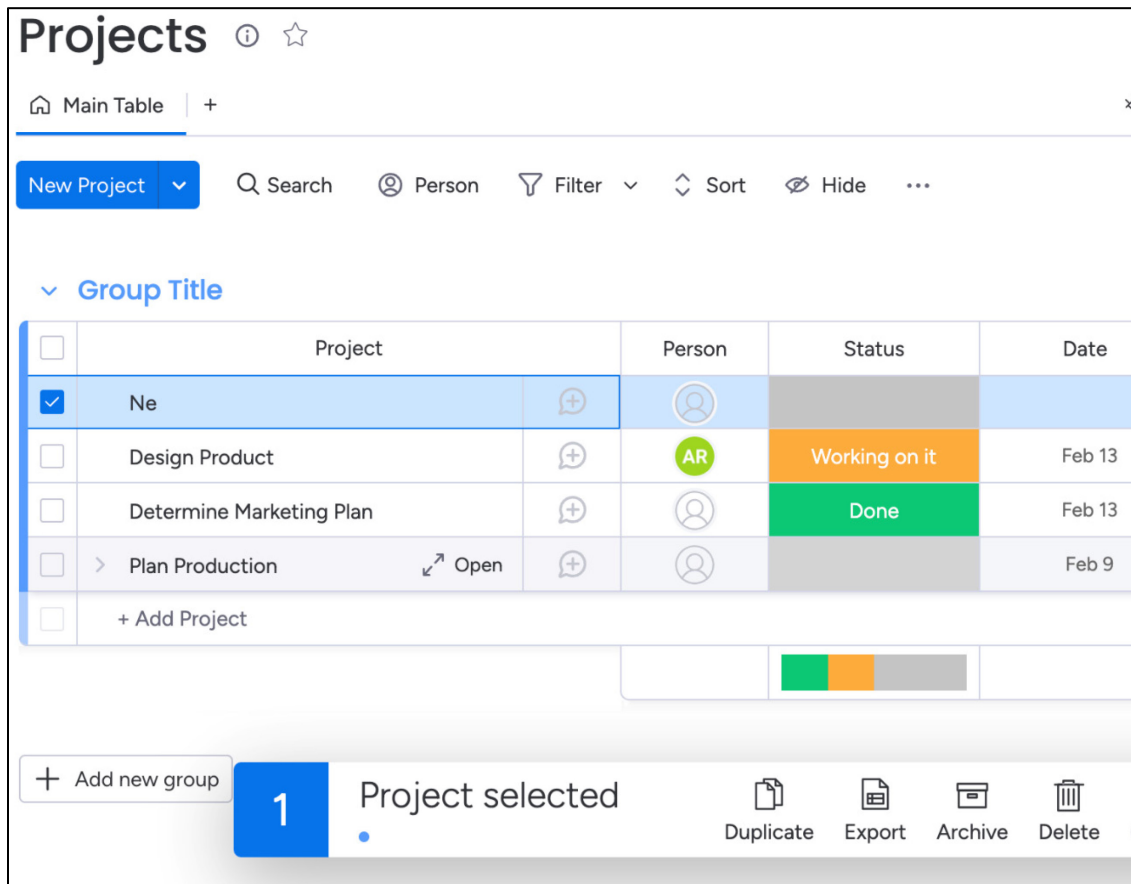 Projects
Main Table
New Project Search Person Filter Sort Hide
Group Title
Project Person Status Date
Ne
Design Product AR Working on it Feb 13
Determine Marketing Plan Done Feb 13
Plan Production Open Feb 9
+ Add Project
+ Add new group
1 Project selected
Duplicate Export Archive Delete